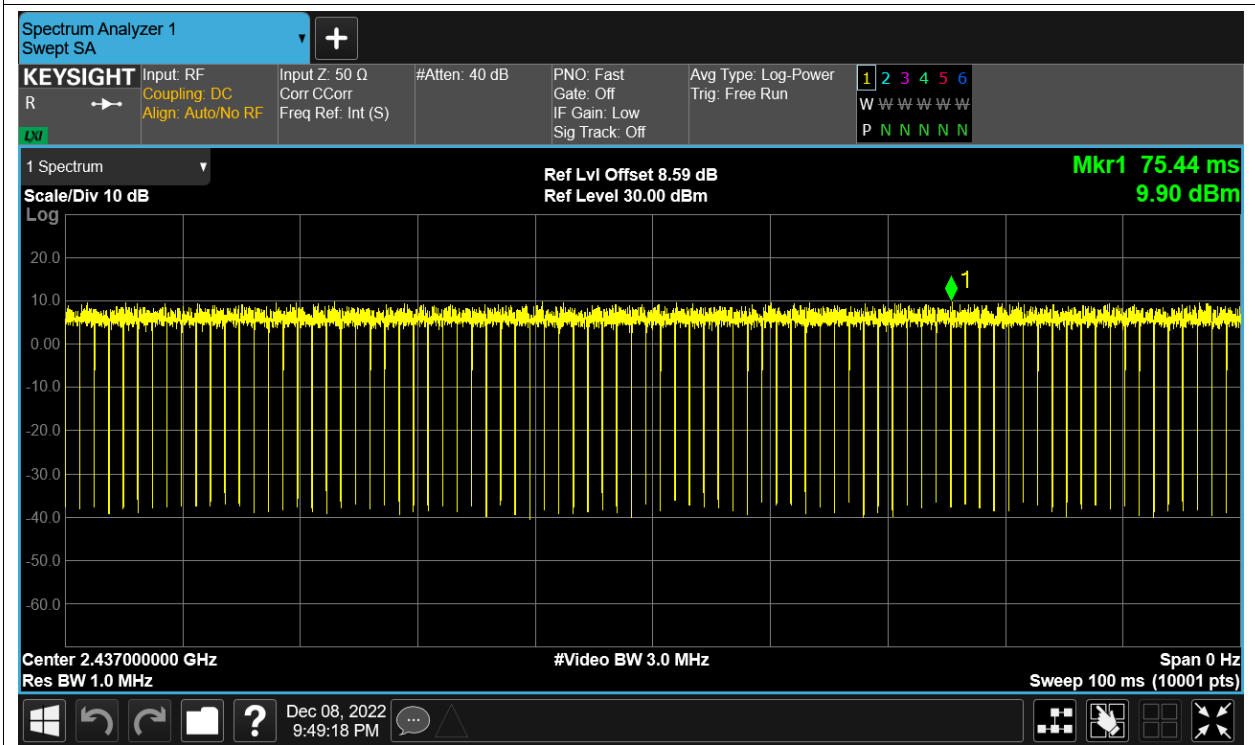 Spectrum Analyzer 1
Swept SA
+
KEYSIGHT
R
LXI
Input: RF
Coupling: DC
Align: Auto/No RF
Input Z: 50 Ω
Corr CCorr
Freq Ref: Int (S)
#Atten: 40 dB
PNO: Fast
Gate: Off
IF Gain: Low
Sig Track: Off
Avg Type: Log-Power
Trig: Free Run
1 2 3 4 5 6
W W W W W W
P N N N N N
1 Spectrum
Scale/Div 10 dB
Ref Lvl Offset 8.59 dB
Ref Level 30.00 dBm
Mkr1 75.44 ms
9.90 dBm
Log
20.0
10.0
0.00
-10.0
-20.0
-30.0
-40.0
-50.0
-60.0
1
Center 2.437000000 GHz
Res BW 1.0 MHz
#Video BW 3.0 MHz
Span 0 Hz
Sweep 100 ms (10001 pts)
?
Dec 08, 2022
9:49:18 PM